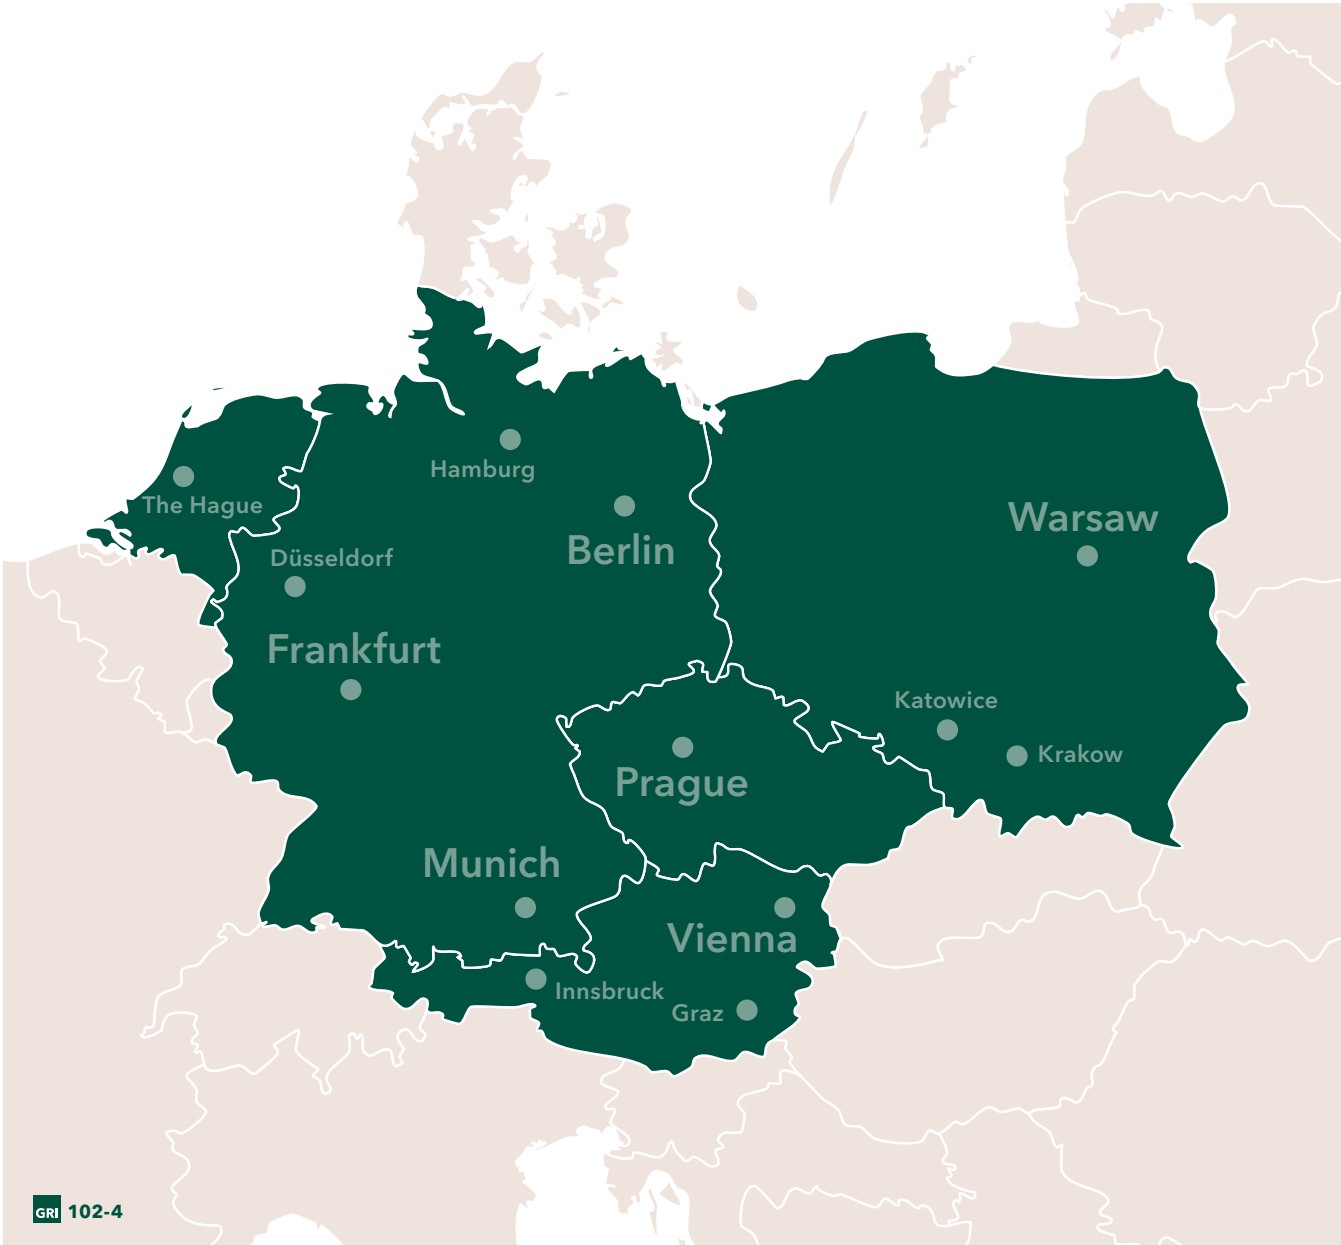 Hamburg
The Hague
Berlin
Warsaw
Düsseldorf
Frankfurt
Katowice
Krakow
Prague
Munich
Vienna
Innsbruck
Graz
GRI 102-4